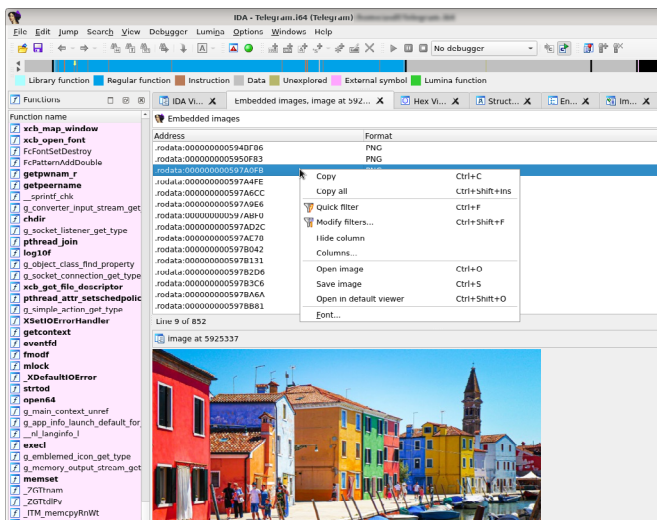 IDA - Telegram.i64 (Telegram)
File Edit Jump Search View Debugger Lumina Options Windows Help
No debugger
Library function Regular function Instruction Data Unexplored External symbol Lumina function
Functions
Function name
xcb_map_window
xcb_open_font
FcFontSetDestroy
FcPatternAddDouble
getpwnam_r
getpeername
__sprintf_chk
g_converter_input_stream_get
chdir
g_socket_listener_get_type
pthread_join
log10f
g_object_class_find_property
g_socket_connection_get_type
xcb_get_file_descriptor
pthread_attr_setschedpolic
g_simple_action_get_type
XSetIOErrorHandler
getcontext
eventfd
fmodf
mlock
_XDefaultIOError
strtod
open64
g_main_context_unref
g_app_info_launch_default_for
__nl_langinfo_l
execl
g_emblemed_icon_get_type
g_memory_output_stream_get
memset
_ZGTtnam
_ZGTtdlPv
_ITM_memcpyRnWt
IDA Vi... Embedded images, image at 592... Hex Vi... Struct... En... Im...
Embedded images
Address Format
.rodata:000000000594BF86 PNG
.rodata:0000000005950F83 PNG
.rodata:000000000597A0FB
.rodata:000000000597A4FE
.rodata:000000000597A6CC
.rodata:000000000597A9E6
.rodata:000000000597ABF0
.rodata:000000000597AD2C
.rodata:000000000597AC78
.rodata:000000000597B042
.rodata:000000000597B131
.rodata:000000000597B2D6
.rodata:000000000597B3C6
.rodata:000000000597BA6A
.rodata:000000000597BB81
Copy Ctrl+C
Copy all Ctrl+Shift+Ins
Quick filter Ctrl+F
Modify filters... Ctrl+Shift+F
Hide column
Columns...
Open image Ctrl+O
Save image Ctrl+S
Open in default viewer Ctrl+Shift+O
Font...
Line 9 of 852
image at 5925337